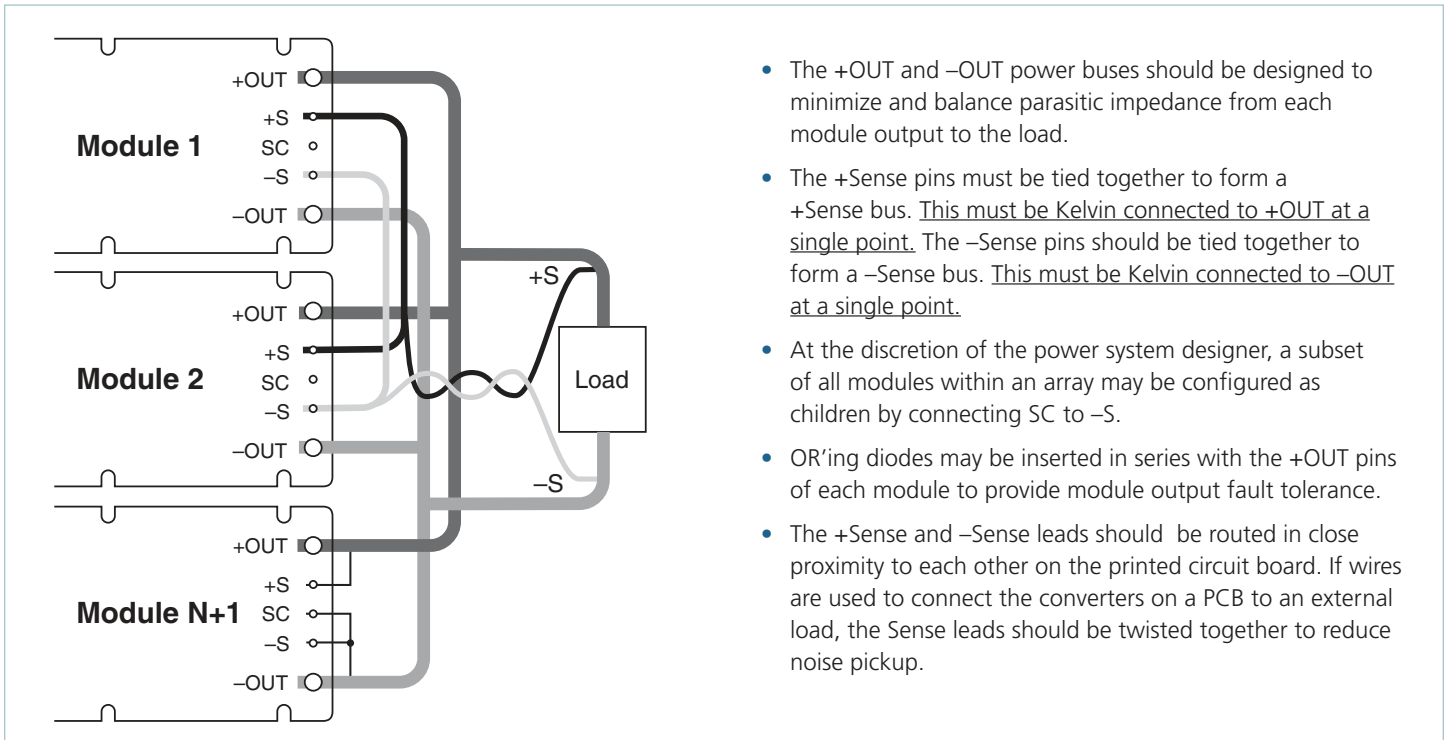 +OUT
+S
Module 1
SC
–S
–OUT
+OUT
+S
Module 2
SC
–S
–OUT
+OUT
+S
Module N+1
SC
–S
–OUT
+S
Load
–S
• The +OUT and –OUT power buses should be designed to
minimize and balance parasitic impedance from each
module output to the load.
• The +Sense pins must be tied together to form a
+Sense bus. This must be Kelvin connected to +OUT at a
single point. The –Sense pins should be tied together to
form a –Sense bus. This must be Kelvin connected to –OUT
at a single point.
• At the discretion of the power system designer, a subset
of all modules within an array may be configured as
children by connecting SC to –S.
• OR'ing diodes may be inserted in series with the +OUT pins
of each module to provide module output fault tolerance.
• The +Sense and –Sense leads should be routed in close
proximity to each other on the printed circuit board. If wires
are used to connect the converters on a PCB to an external
load, the Sense leads should be twisted together to reduce
noise pickup.